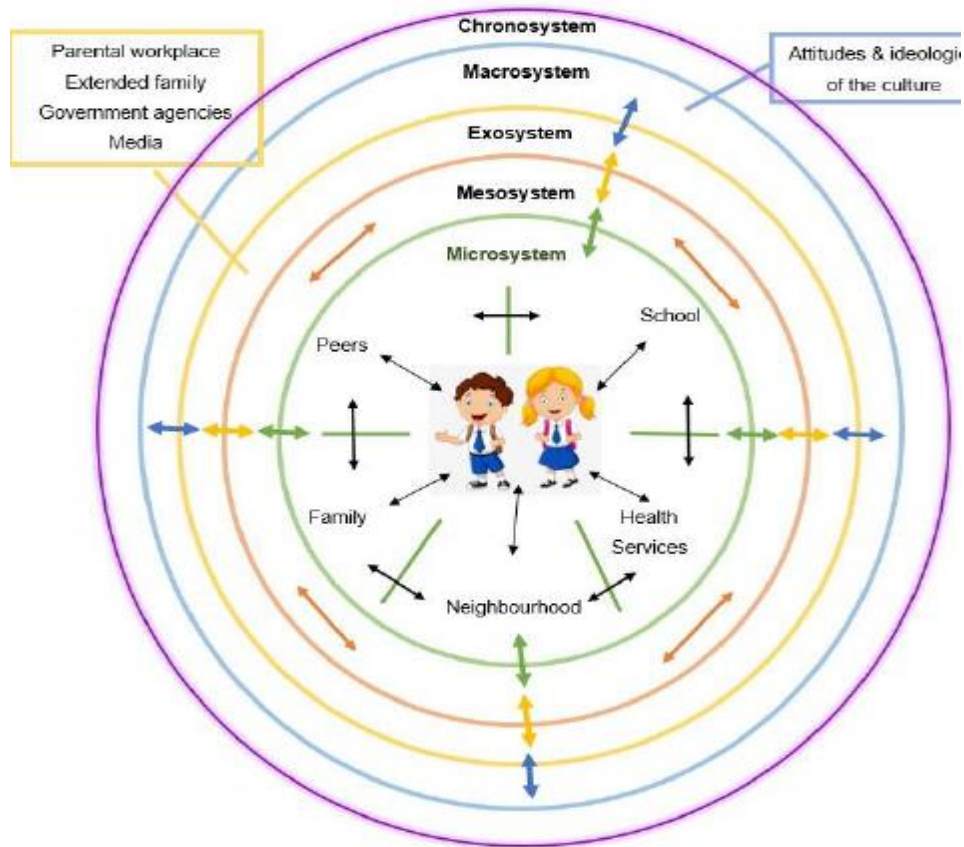 Chronosystem
Parental workplace
Extended family
Government agencies
Media
Macrosystem
Attitudes & ideologi
of the culture
Exosystem
Mesosystem
Microsystem
School
Peers
Family
Health
Services
Neighbourhood